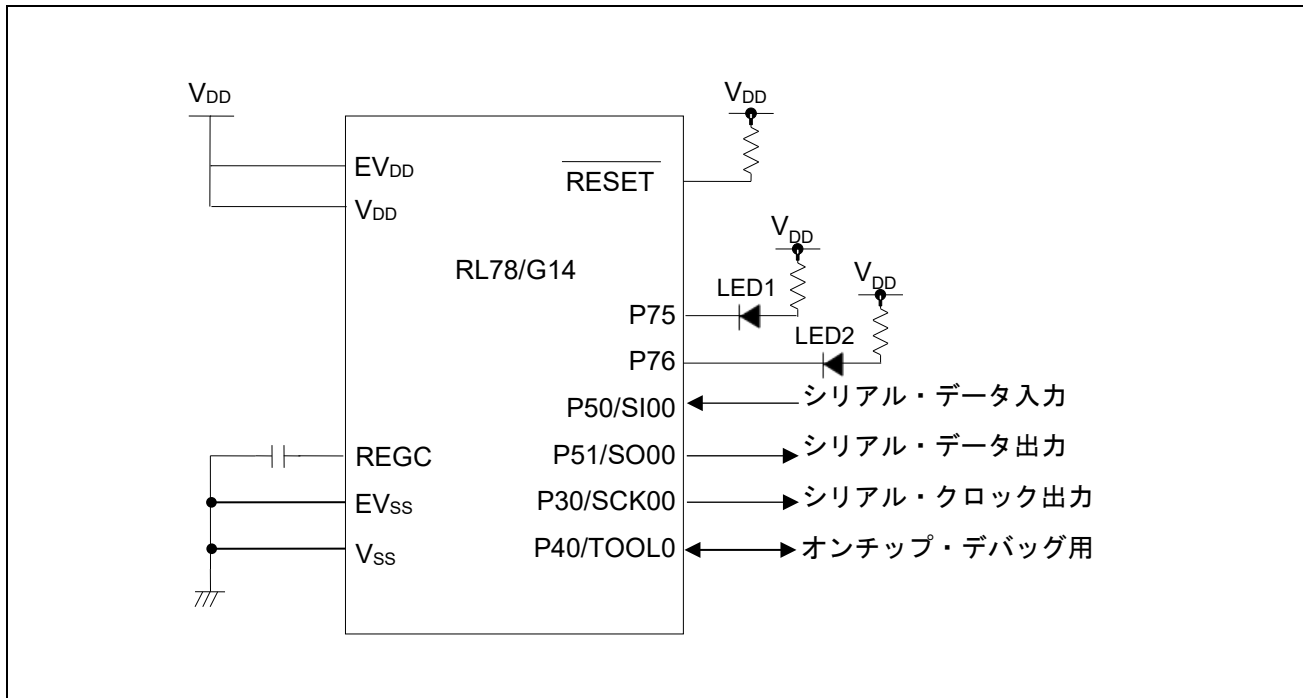 VDD
EVDD
VDD
RL78/G14
REGC
EVSS
VSS
VDD
RESET
VDD
LED1
P75
VDD
LED2
P76
P50/SI00 シリアル・データ入力
P51/SO00 シリアル・データ出力
P30/SCK00 シリアル・クロック出力
P40/TOOL0 オンチップ・デバッグ用